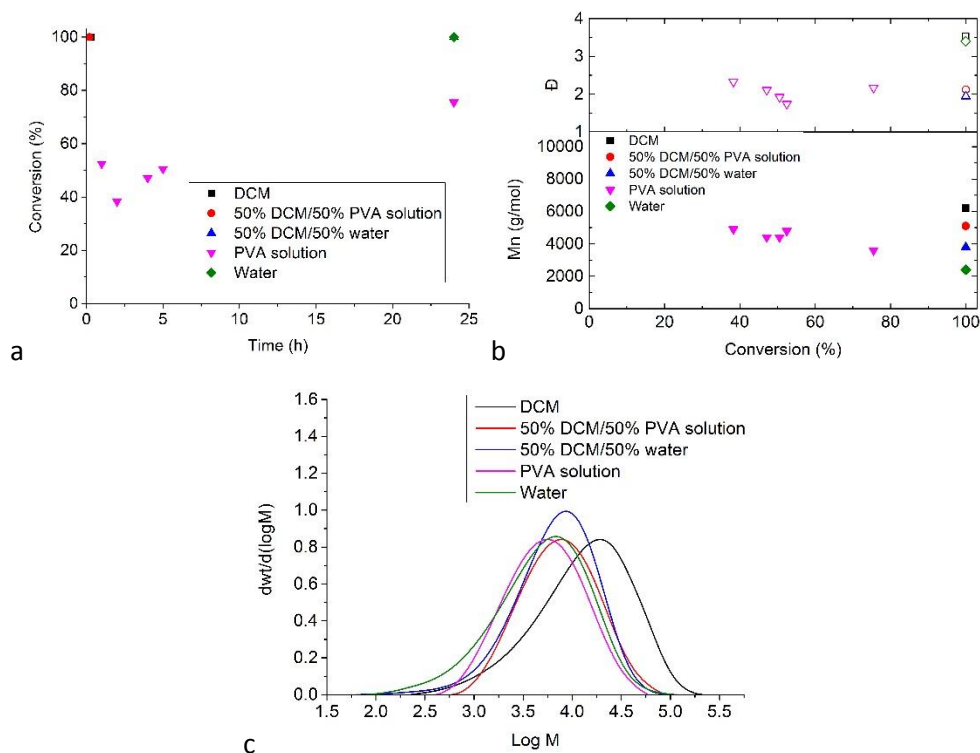 100
80
60
40
20
0
Conversion (%)
0 5 10 15 20 25
Time (h)
DCM
50% DCM/50% PVA solution
50% DCM/50% water
PVA solution
Water
a
4
3
2
1
Đ
10000
8000
6000
4000
2000
0
Mn (g/mol)
DCM
50% DCM/50% PVA solution
50% DCM/50% water
PVA solution
Water
0 20 40 60 80 100
Conversion (%)
b
1.6
1.4
1.2
1.0
0.8
0.6
0.4
0.2
0.0
dwt/d(logM)
DCM
50% DCM/50% PVA solution
50% DCM/50% water
PVA solution
Water
1.5 2.0 2.5 3.0 3.5 4.0 4.5 5.0 5.5
Log M
c